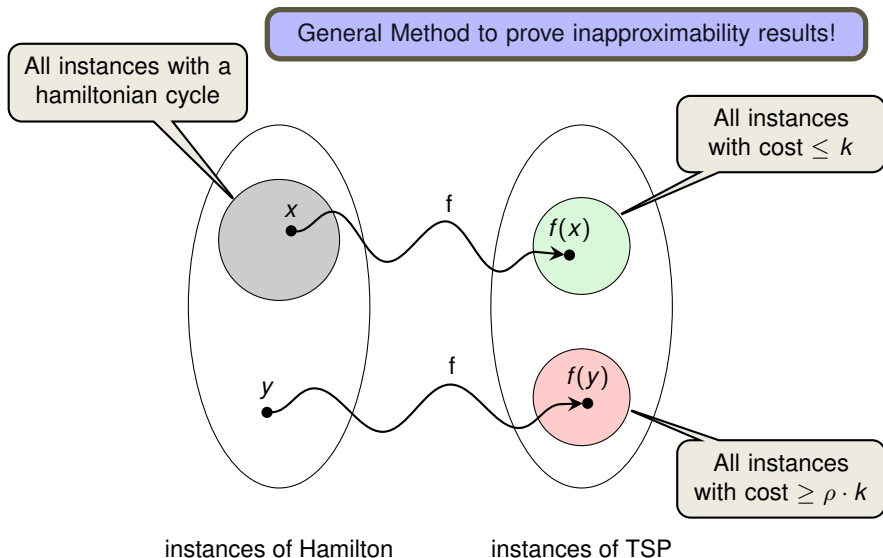 General Method to prove inapproximability results!
All instances with a
hamiltonian cycle
All instances
with cost ≤ k
x
f
f(x)
y
f
f(y)
All instances
with cost ≥ ρ · k
instances of Hamilton
instances of TSP